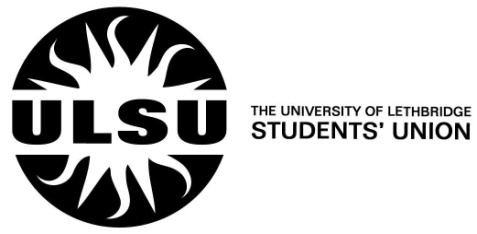 ULSU
THE UNIVERSITY OF LETHBRIDGE
STUDENTS' UNION